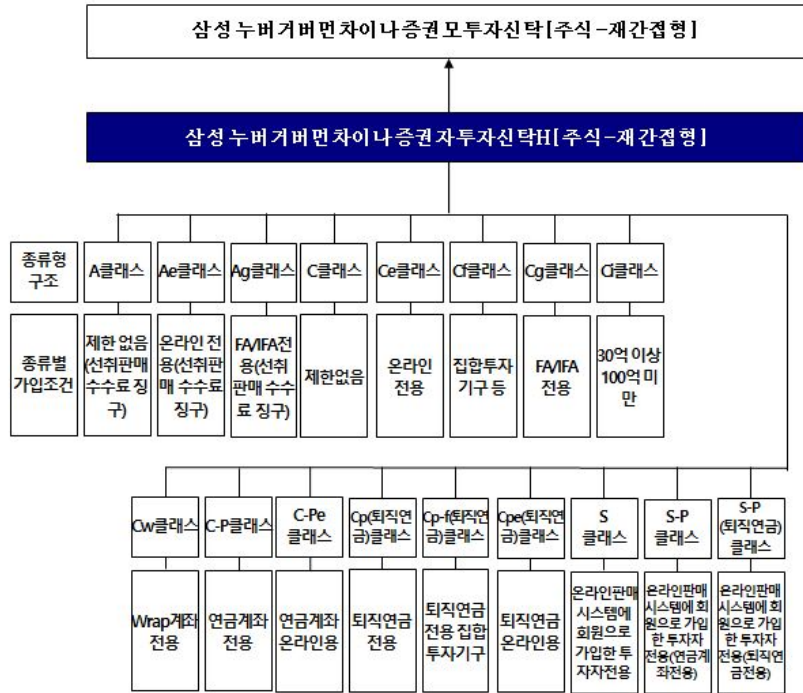 삼성누버거버먼차이나증권모투자신탁[주식-재간접형]
삼성누버거버먼차이나증권자투자신탁H[주식-재간접형]
종류형
구조
A클래스
Ae클래스
Ag클래스
C클래스
Ce클래스
Cf클래스
Cg클래스
Ci클래스
종류별
가입조건
제한 없음
(선취판매
수수료 징
구)
온라인 전
용(선취판
매 수수료
징구)
FA/IFA전
용(선취
판매 수수
료 징구)
제한없음
온라인
전용
집합투자
기구 등
FA/IFA
전용
30억 이상
100억 미
만
Cw클래스
C-P클래스
C-Pe
클래스
Cp(퇴직연
금)클래스
Cp-f(퇴직연
금)클래스
Cpe(퇴직연
금)클래스
S
클래스
S-P
클래스
S-P
(퇴직연금)
클래스
Wrap계좌
전용
연금계좌
전용
연금계좌
온라인용
퇴직연금
전용
퇴직연금
전용 집합
투자기구
퇴직연금
온라인용
온라인판매
시스템에
회원으로
가입한 투
자자전용
온라인판매
시스템에 회
원으로 가입
한 투자자
전용(연금계
좌전용)
온라인판매
시스템에 회
원으로 가입
한 투자자
전용(퇴직연
금전용)